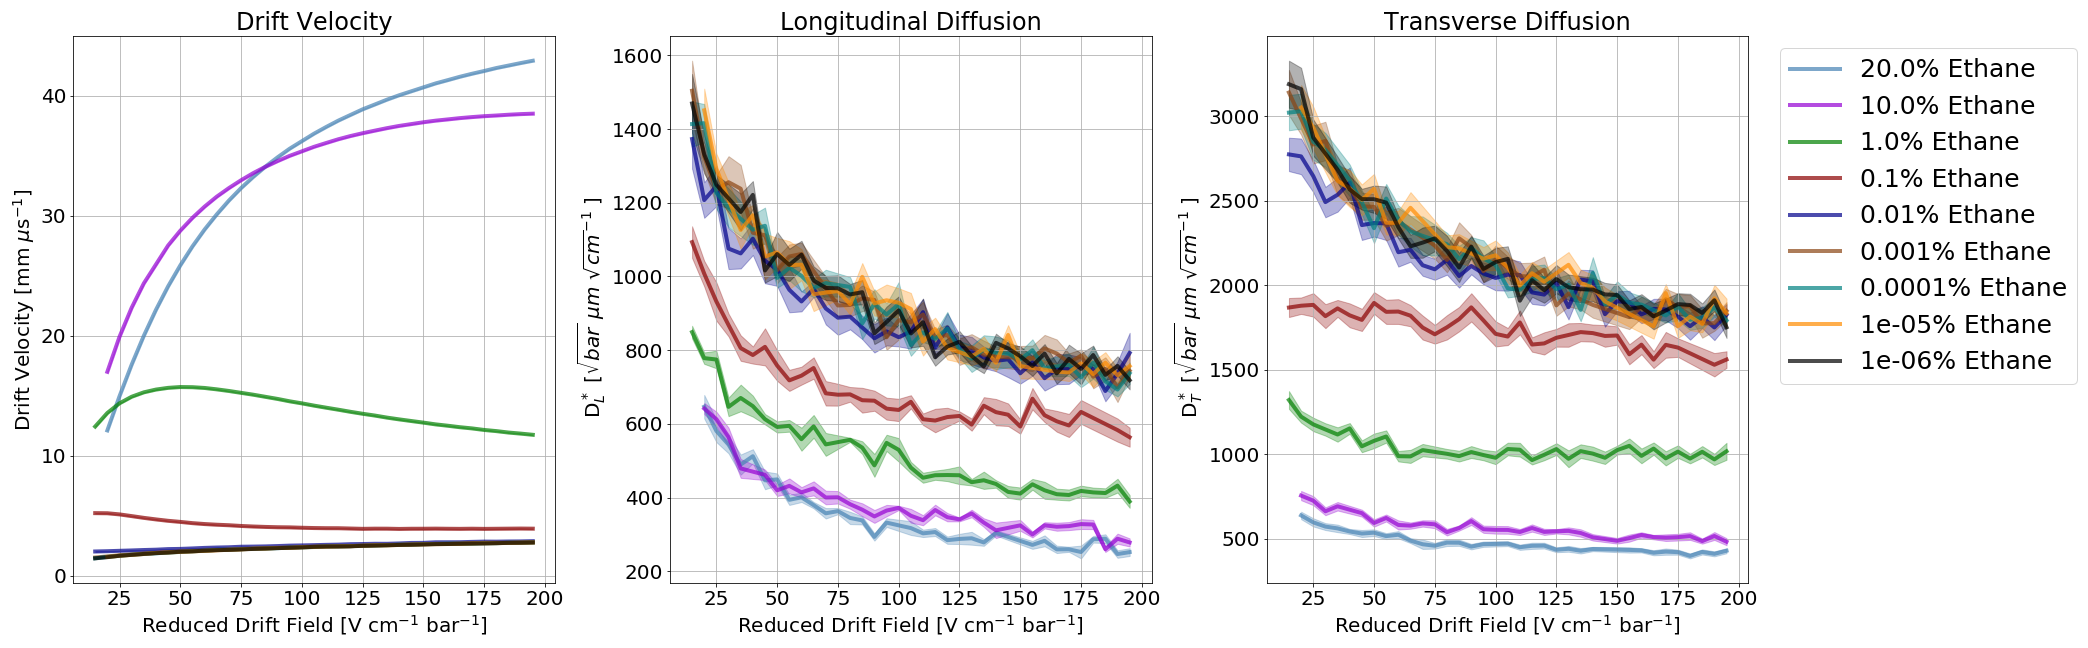 Drift Velocity
Drift Velocity [mm μs⁻¹]
40
30
20
10
0
25 50 75 100 125 150 175 200
Reduced Drift Field [V cm⁻¹ bar⁻¹]
Longitudinal Diffusion
D*L [√bar μm √cm⁻¹ ]
1600
1400
1200
1000
800
600
400
200
25 50 75 100 125 150 175 200
Reduced Drift Field [V cm⁻¹ bar⁻¹]
Transverse Diffusion
D*T [√bar μm √cm⁻¹ ]
3000
2500
2000
1500
1000
500
25 50 75 100 125 150 175 200
Reduced Drift Field [V cm⁻¹ bar⁻¹]
20.0% Ethane
10.0% Ethane
1.0% Ethane
0.1% Ethane
0.01% Ethane
0.001% Ethane
0.0001% Ethane
1e-05% Ethane
1e-06% Ethane